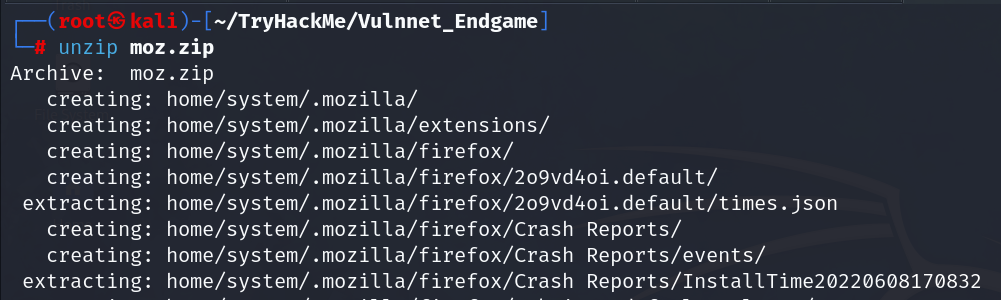 ┌──(root㉿kali)-[~/TryHackMe/Vulnnet_Endgame]
└─# unzip moz.zip
Archive:  moz.zip
   creating: home/system/.mozilla/
   creating: home/system/.mozilla/extensions/
   creating: home/system/.mozilla/firefox/
   creating: home/system/.mozilla/firefox/2o9vd4oi.default/
 extracting: home/system/.mozilla/firefox/2o9vd4oi.default/times.json
   creating: home/system/.mozilla/firefox/Crash Reports/
   creating: home/system/.mozilla/firefox/Crash Reports/events/
 extracting: home/system/.mozilla/firefox/Crash Reports/InstallTime20220608170832